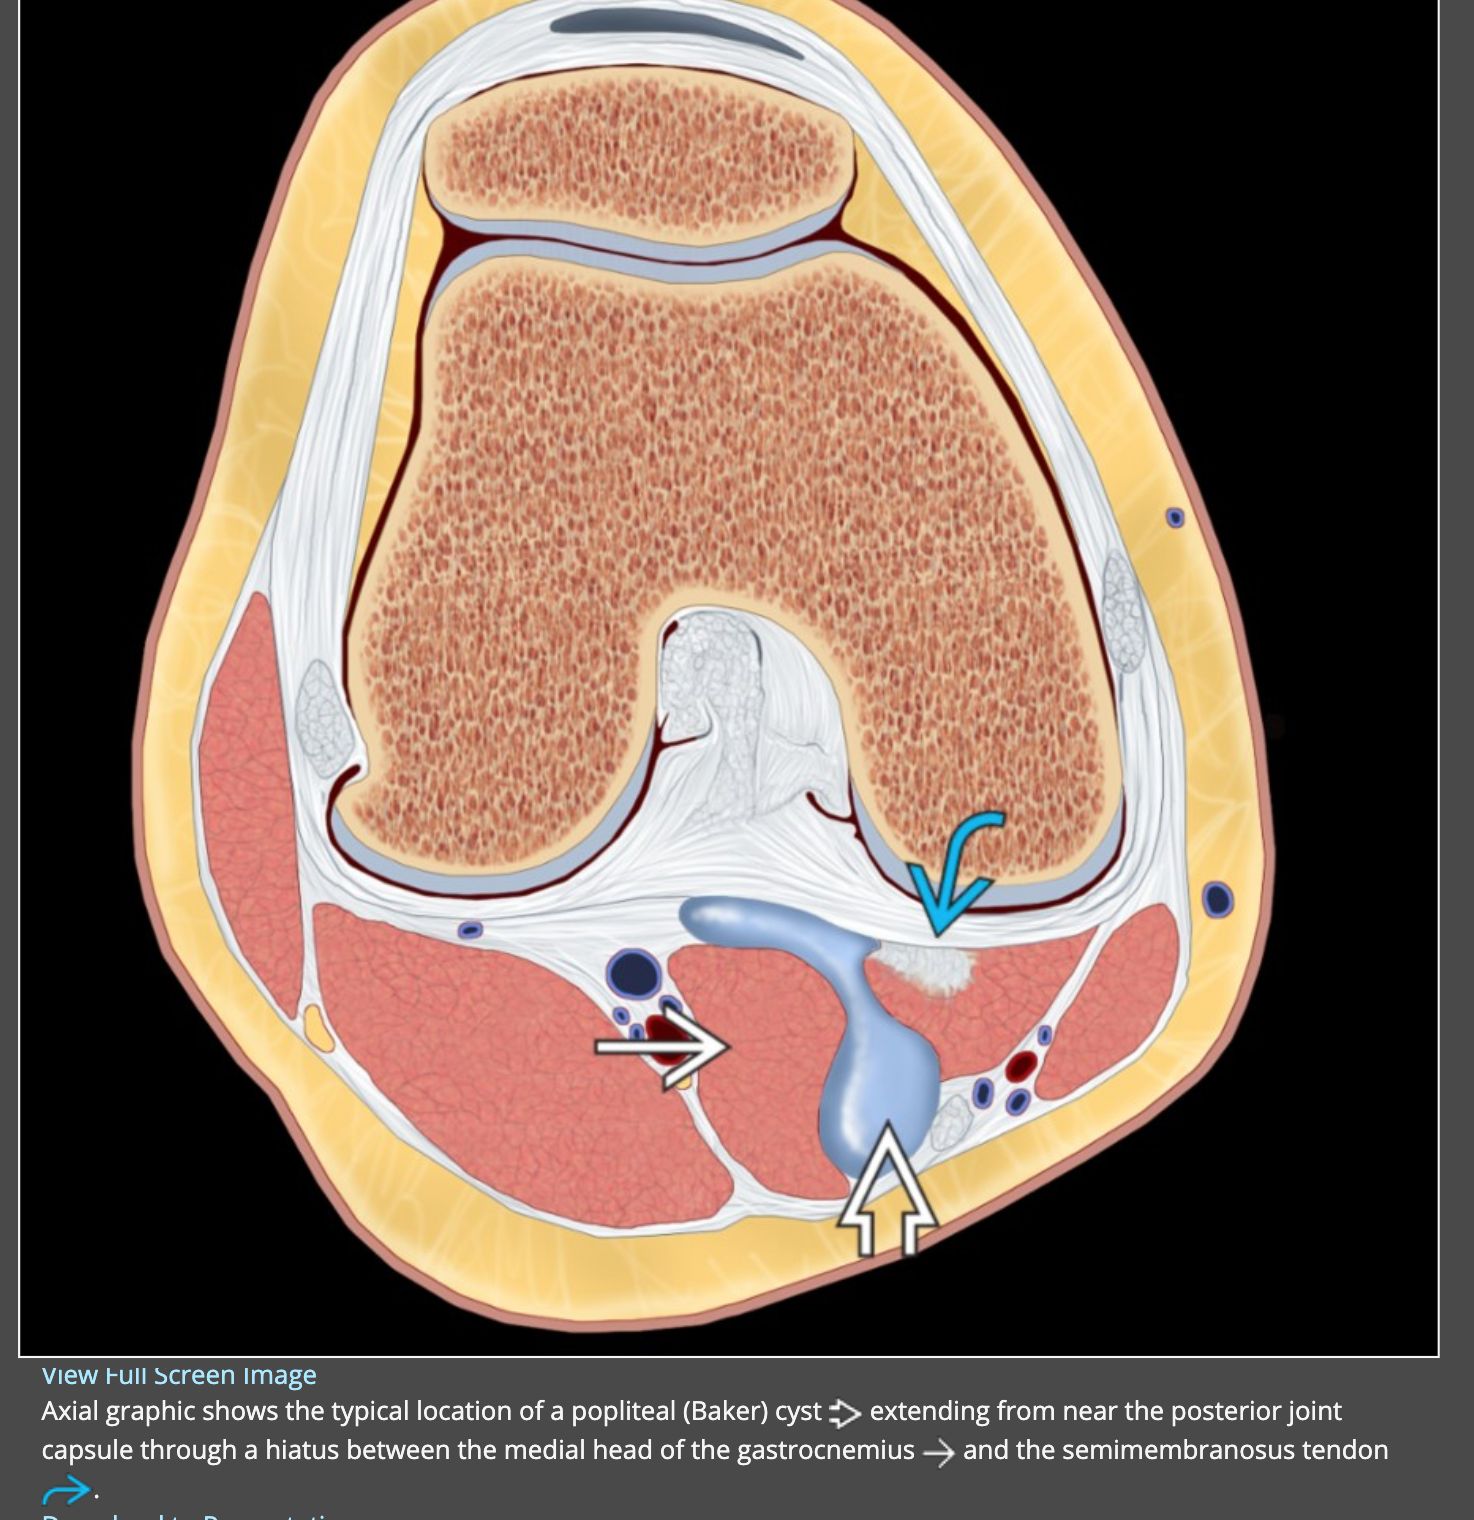 View Full Screen Image
Axial graphic shows the typical location of a popliteal (Baker) cyst extending from near the posterior joint
capsule through a hiatus between the medial head of the gastrocnemius and the semimembranosus tendon
.